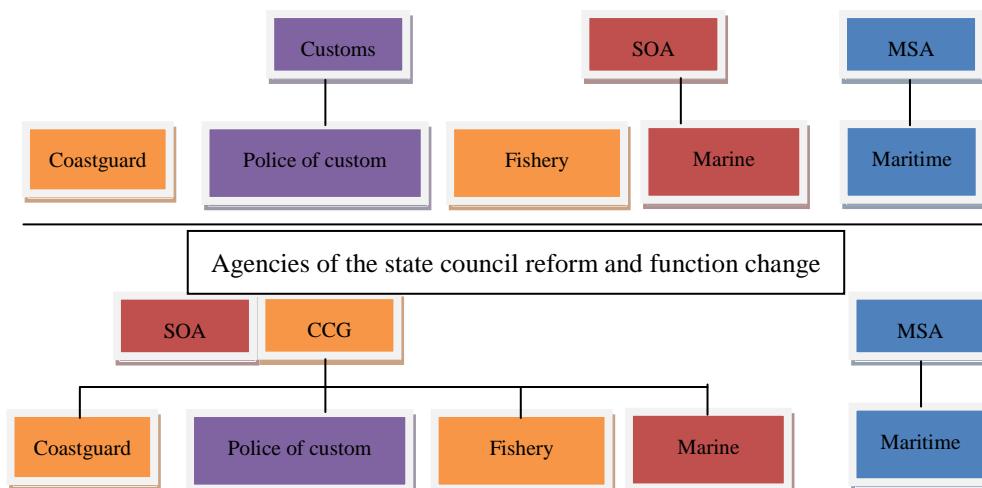 Customs
SOA
MSA
Coastguard
Police of custom
Fishery
Marine
Maritime
Agencies of the state council reform and function change
SOA
CCG
MSA
Coastguard
Police of custom
Fishery
Marine
Maritime